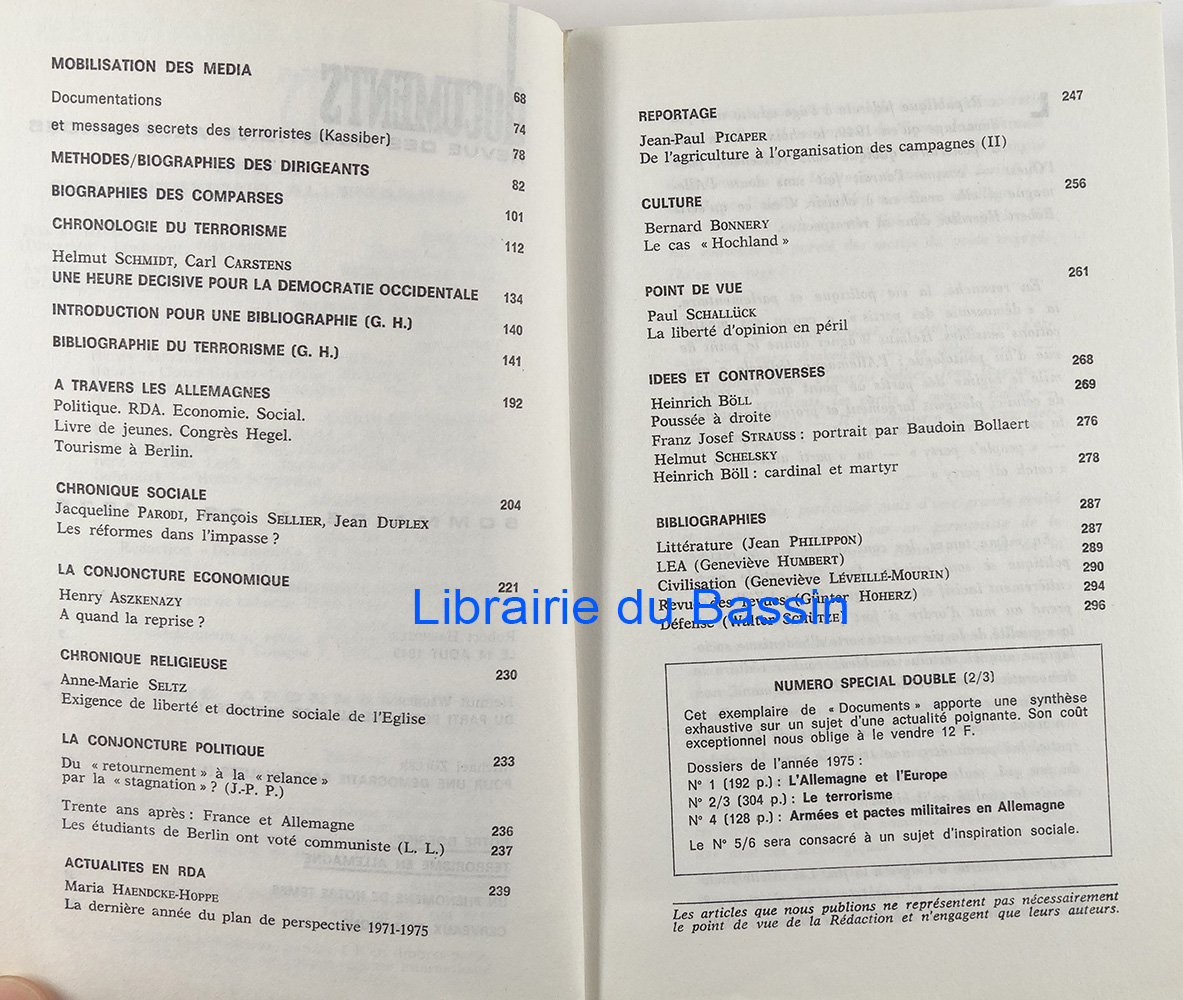 MOBILISATION DES MEDIA
Documentations 68
et messages secrets des terroristes (Kassiber) 74
METHODES/BIOGRAPHIES DES DIRIGEANTS 78
BIOGRAPHIES DES COMPARSES 82
CHRONOLOGIE DU TERRORISME 101
Helmut SCHMIDT, Carl CARSTENS 112
UNE HEURE DECISIVE POUR LA DEMOCRATIE OCCIDENTALE 134
INTRODUCTION POUR UNE BIBLIOGRAPHIE (G. H.) 140
BIBLIOGRAPHIE DU TERRORISME (G. H.) 141
A TRAVERS LES ALLEMAGNES 192
Politique. RDA. Economie. Social.
Livre de jeunes. Congrès Hegel.
Tourisme à Berlin.
CHRONIQUE SOCIALE 204
Jacqueline PARODI, François SELLIER, Jean DUPLEX
Les réformes dans l'impasse ?
LA CONJONCTURE ECONOMIQUE 221
Henry ASZKENAZY
A quand la reprise ?
CHRONIQUE RELIGIEUSE 230
Anne-Marie SELTZ
Exigence de liberté et doctrine sociale de l'Eglise
LA CONJONCTURE POLITIQUE 233
Du « retournement » à la « relance »
par la « stagnation » ? (J.-P. P.)
Trente ans après : France et Allemagne 236
Les étudiants de Berlin ont voté communiste (L. L.) 237
ACTUALITES EN RDA 239
Maria HAENDCKE-HOPPE
La dernière année du plan de perspective 1971-1975
REPORTAGE 247
Jean-Paul PICAPER
De l'agriculture à l'organisation des campagnes (II)
CULTURE 256
Bernard BONNERY
Le cas « Hochland »
POINT DE VUE 261
Paul SCHALLÜCK
La liberté d'opinion en péril
IDEES ET CONTROVERSES 268
Heinrich BÖLL 269
Poussée à droite
Franz Josef STRAUSS : portrait par Baudoin Bollaert 276
Helmut SCHELSKY 278
Heinrich Böll : cardinal et martyr
BIBLIOGRAPHIES 287
Littérature (Jean PHILIPPON) 287
LEA (Geneviève HUMBERT) 289
Civilisation (Geneviève LÉVEILLÉ-MOURIN) 290
Revue des revues (Günter HOHERZ) 294
Défense (Walter SCHÜTZE) 296
Librairie du Bassin
NUMERO SPECIAL DOUBLE (2/3)
Cet exemplaire de « Documents » apporte une synthèse
exhaustive sur un sujet d'une actualité poignante. Son coût
exceptionnel nous oblige à le vendre 12 F.
Dossiers de l'année 1975 :
N° 1 (192 p.) : L'Allemagne et l'Europe
N° 2/3 (304 p.) : Le terrorisme
N° 4 (128 p.) : Armées et pactes militaires en Allemagne
Le N° 5/6 sera consacré à un sujet d'inspiration sociale.
Les articles que nous publions ne représentent pas nécessairement
le point de vue de la Rédaction et n'engagent que leurs auteurs.